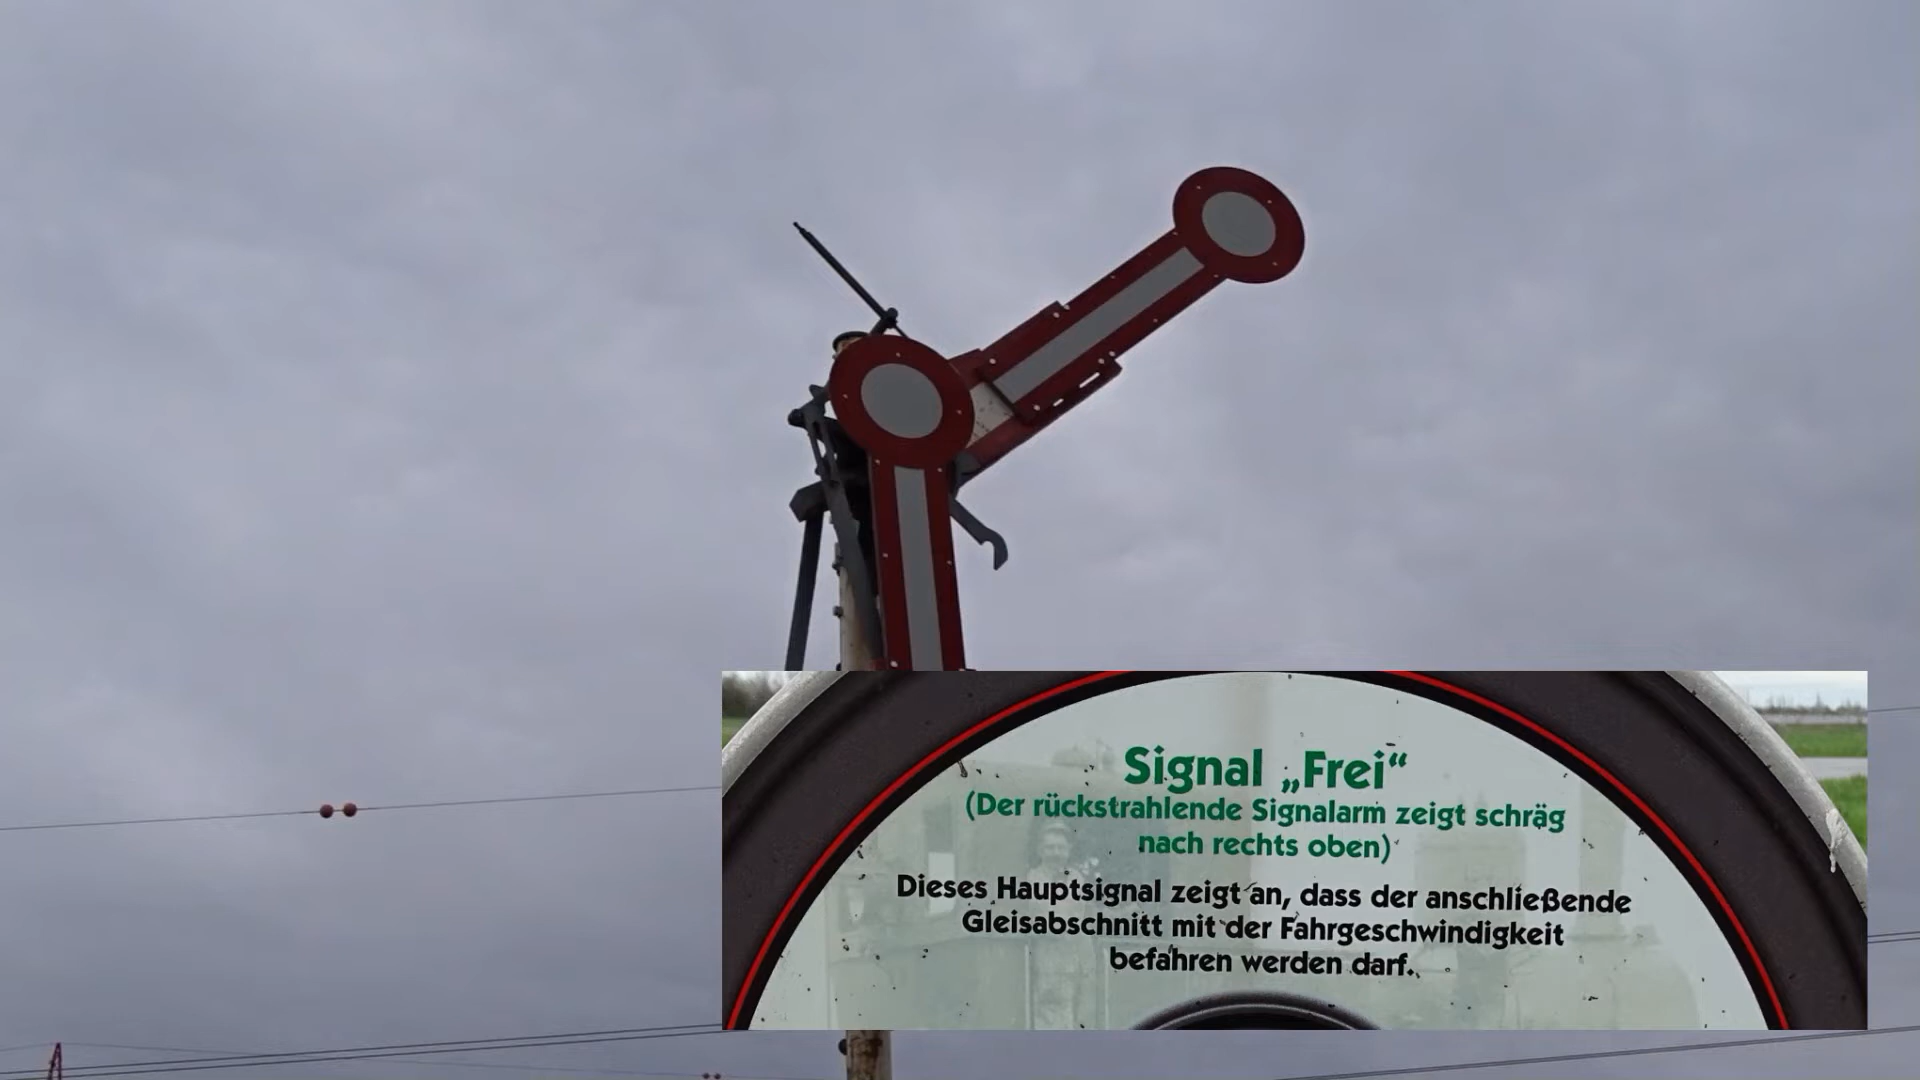 Signal „Frei“
(Der rückstrahlende Signalarm zeigt schräg
nach rechts oben)
Dieses Hauptsignal zeigt an, dass der anschließende
Gleisabschnitt mit der Fahrgeschwindigkeit
befahren werden darf.